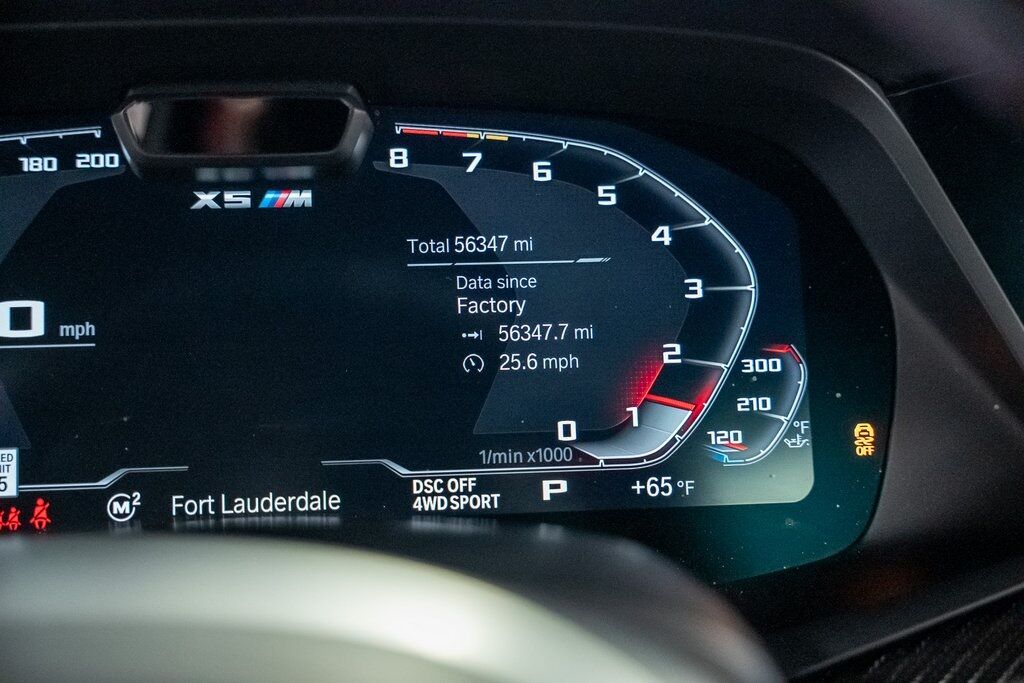 180 200
X5 M
8 7 6 5 4 3 2 1 0
Total 56347 mi
Data since
Factory
56347.7 mi
25.6 mph
0 mph
1/min x1000
300
210
120
°F
OFF
M2
Fort Lauderdale
DSC OFF
4WD SPORT
P
+65 °F